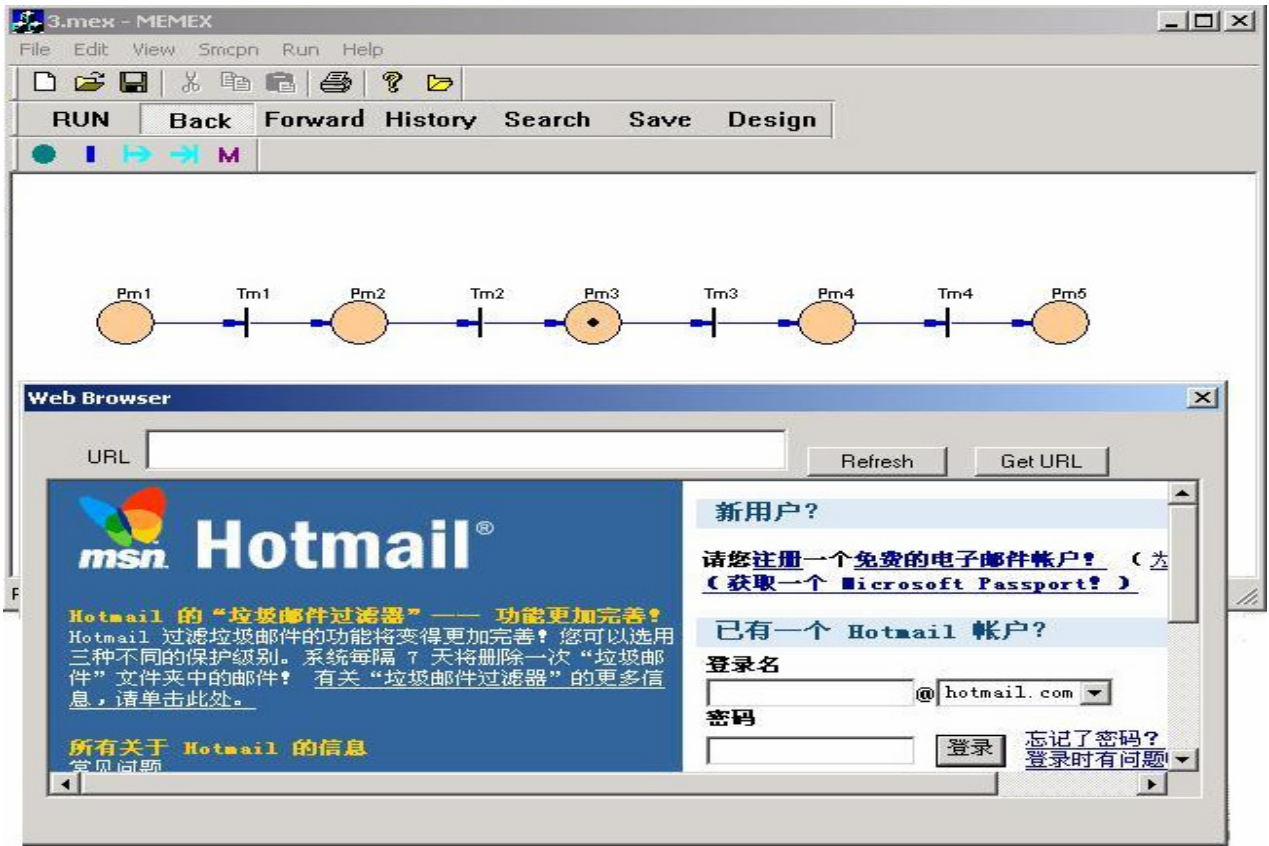 3.mex - MEMEX
File Edit View Smcpn Run Help
RUN Back Forward History Search Save Design
M
Pm1 Tm1 Pm2 Tm2 Pm3 Tm3 Pm4 Tm4 Pm5
Web Browser
URL Refresh Get URL
msn Hotmail®
Hotmail 的“垃圾邮件过滤器”—— 功能更加完善!
Hotmail 过滤垃圾邮件的功能将变得更加完善! 您可以选用
三种不同的保护级别。系统每隔 7 天将删除一次“垃圾邮
件”文件夹中的邮件! 有关“垃圾邮件过滤器”的更多信
息,请单击此处。
所有关于 Hotmail 的信息
常见问题
新用户?
请您注册一个免费的电子邮件帐户! (为
(获取一个 Microsoft Passport!)
已有一个 Hotmail 帐户?
登录名
@ hotmail.com
密码
登录
忘记了密码?
登录时有问题